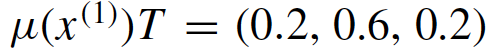 μ(x⁽¹⁾)T = (0.2, 0.6, 0.2)